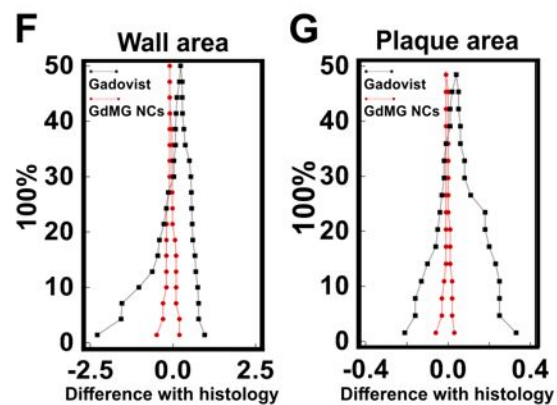 F
Wall area
50
40
30
20
10
0
100%
Gadovist
GdMG NCs
-2.5
0.0
2.5
Difference with histology
G
Plaque area
50
40
30
20
10
0
100%
Gadovist
GdMG NCs
-0.4
0.0
0.4
Difference with histology